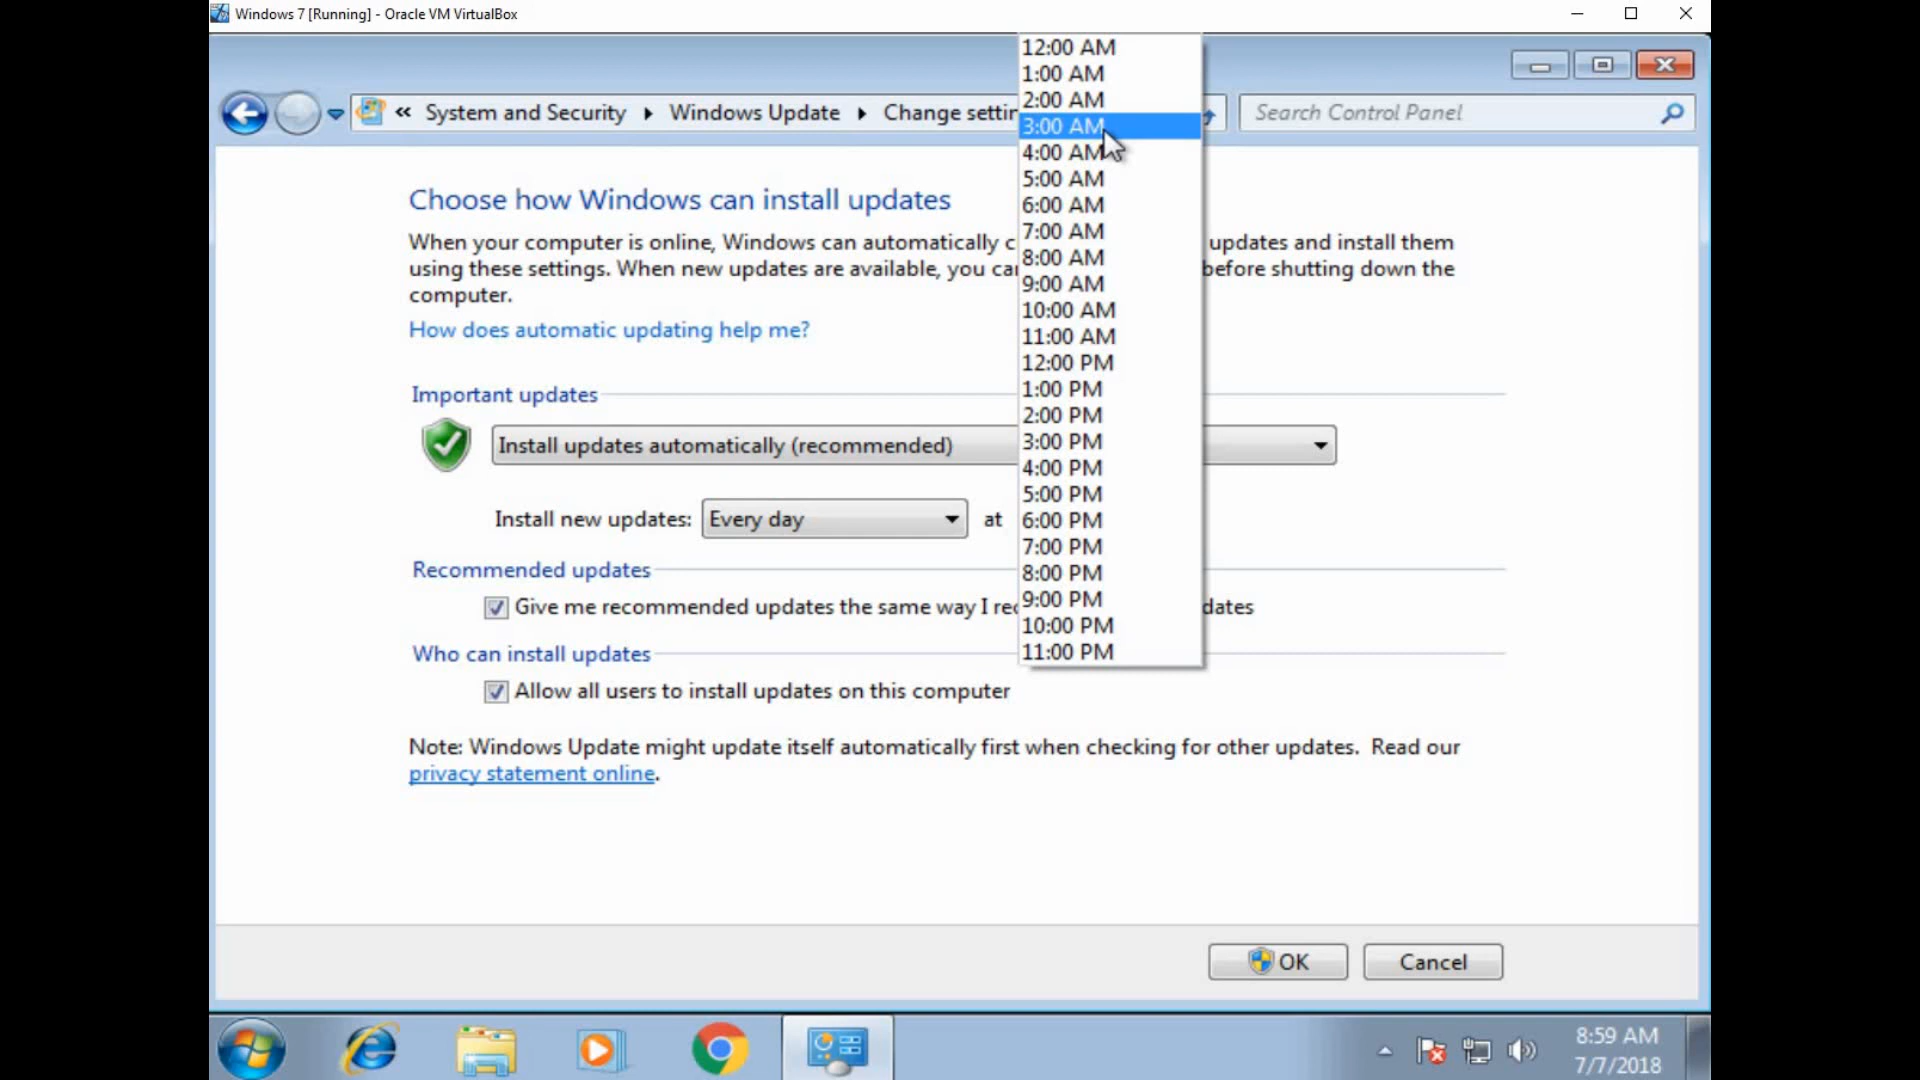 Windows 7 [Running] - Oracle VM VirtualBox
« System and Security Windows Update Change settin
Search Control Panel
12:00 AM
1:00 AM
2:00 AM
3:00 AM
4:00 AM
5:00 AM
6:00 AM
7:00 AM
8:00 AM
9:00 AM
10:00 AM
11:00 AM
12:00 PM
1:00 PM
2:00 PM
3:00 PM
4:00 PM
5:00 PM
6:00 PM
7:00 PM
8:00 PM
9:00 PM
10:00 PM
11:00 PM
Choose how Windows can install updates
When your computer is online, Windows can automatically c updates and install them
using these settings. When new updates are available, you ca before shutting down the
computer.
How does automatic updating help me?
Important updates
Install updates automatically (recommended)
Install new updates: Every day at
Recommended updates
Give me recommended updates the same way I rec dates
Who can install updates
Allow all users to install updates on this computer
Note: Windows Update might update itself automatically first when checking for other updates. Read our
privacy statement online.
OK Cancel
8:59 AM
7/7/2018